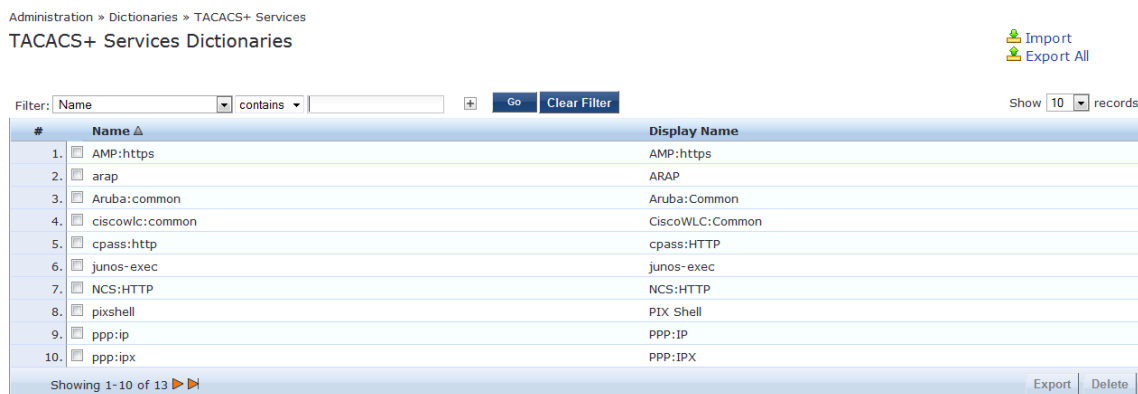 Administration » Dictionaries » TACACS+ Services
TACACS+ Services Dictionaries
Import
Export All
Filter: Name contains + Go Clear Filter Show 10 records
# Name Display Name
1. AMP:https AMP:https
2. arap ARAP
3. Aruba:common Aruba:Common
4. ciscowlc:common CiscoWLC:Common
5. cpass:http cpass:HTTP
6. junos-exec junos-exec
7. NCS:HTTP NCS:HTTP
8. pixshell PIX Shell
9. ppp:ip PPP:IP
10. ppp:ipx PPP:IPX
Showing 1-10 of 13 Export Delete